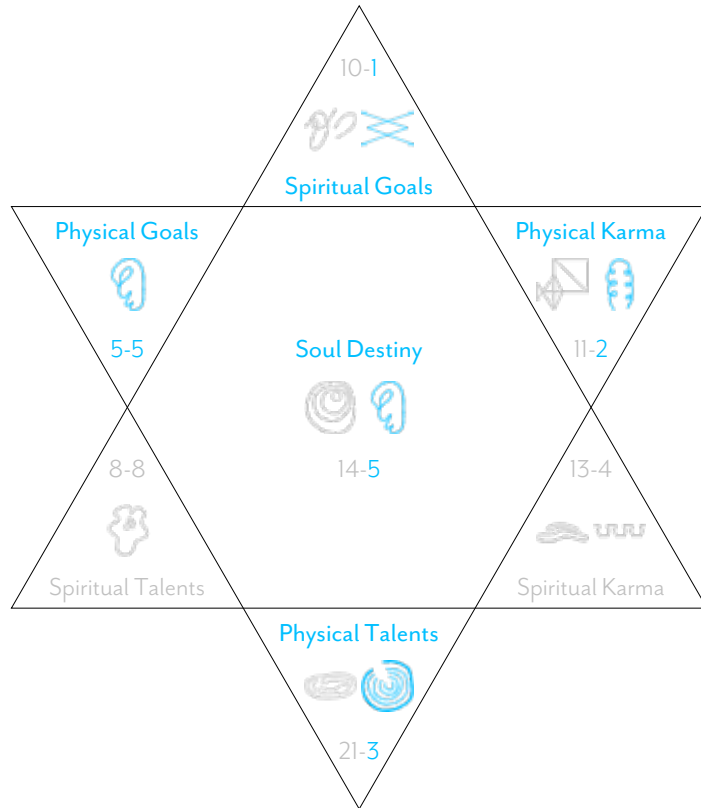 10-1
Spiritual Goals
Physical Goals
5-5
Physical Karma
11-2
Soul Destiny
14-5
8-8
Spiritual Talents
13-4
Spiritual Karma
Physical Talents
21-3